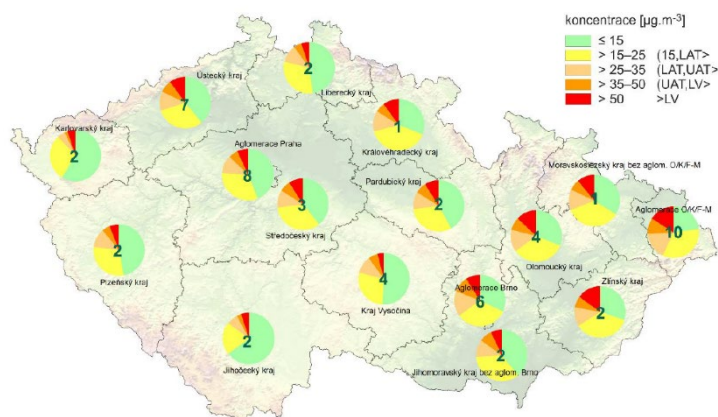 koncentrace [µg.m-3]
≤ 15
> 15–25 (15,LAT>
> 25–35 (LAT,UAT>
> 35–50 (UAT,LV>
> 50 >LV
2
Liberecký kraj
Ústecký kraj
7
Karlovarský kraj
2
1
Královéhradecký kraj
Aglomerace Praha
8
Moravskoslezský kraj bez aglom. O/K/F-M
1
Pardubický kraj
2
3
Středočeský kraj
Aglomerace O/K/F-M
10
4
Olomoucký kraj
2
Plzeňský kraj
4
Kraj Vysočina
Aglomerace Brno
6
Zlínský kraj
2
2
Jihočeský kraj
2
Jihomoravský kraj bez aglom. Brno